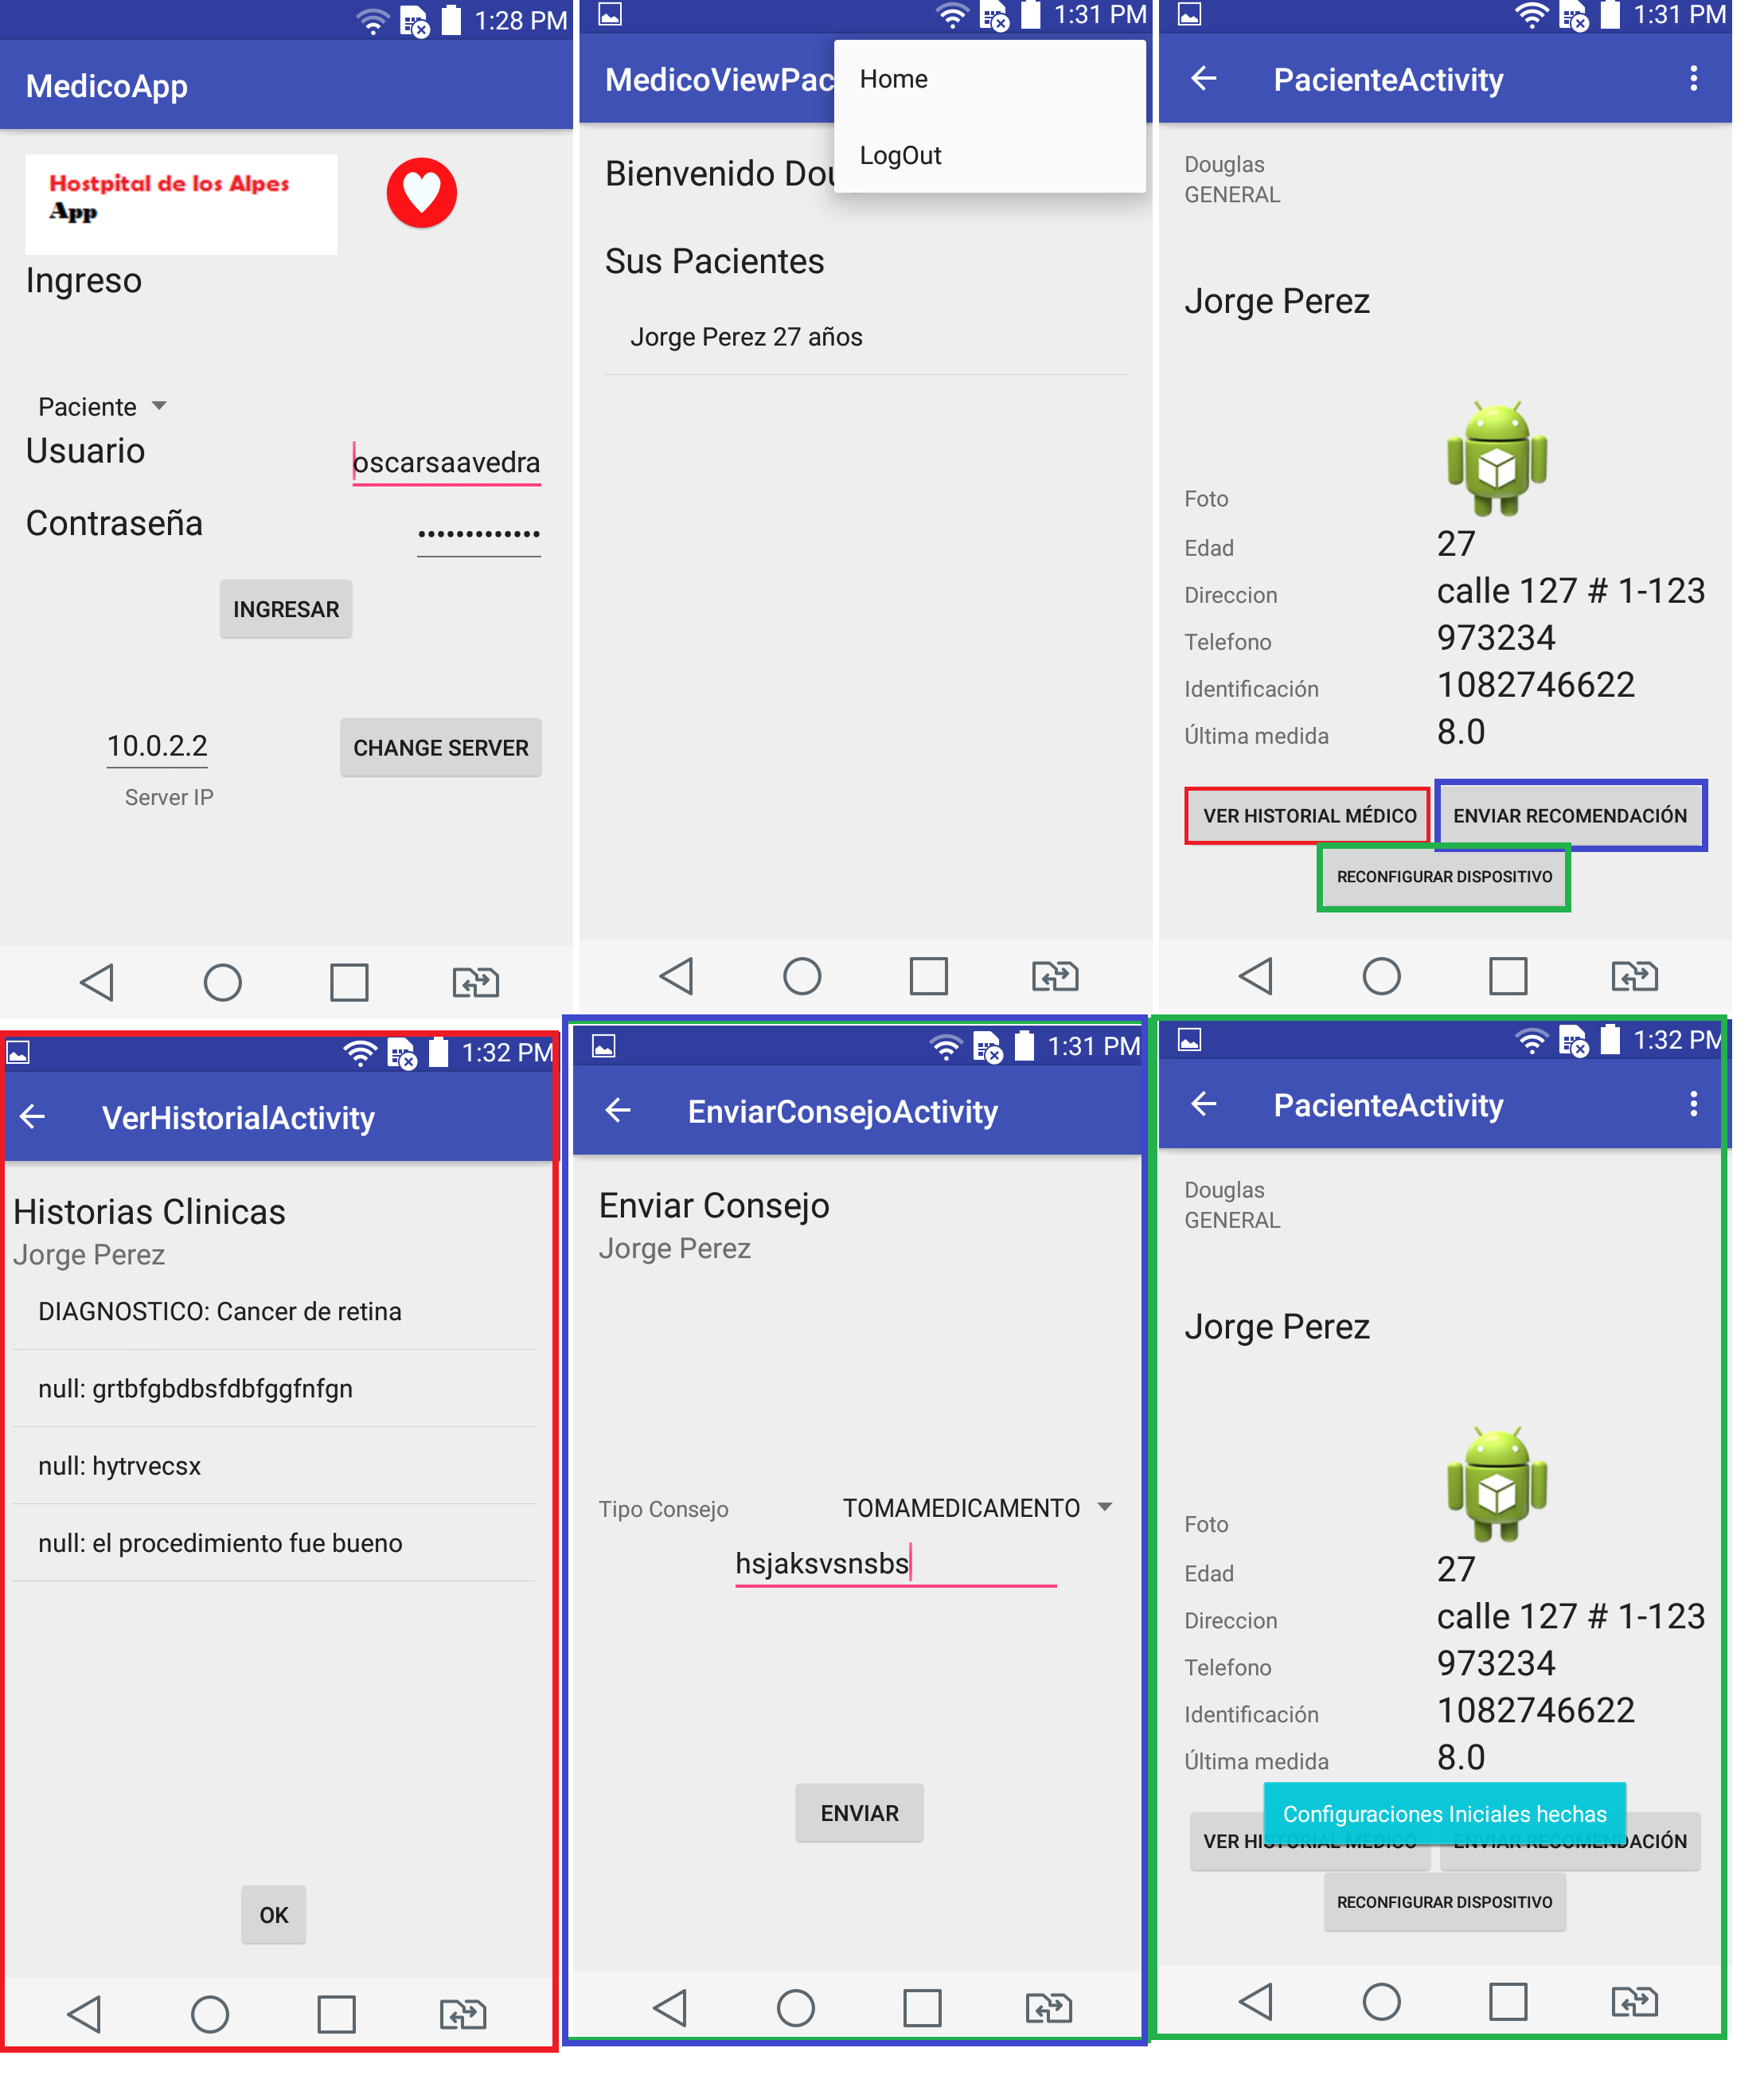 1:28 PM
MedicoApp
Hostpital de los Alpes
App
Ingreso
Paciente
Usuario
oscarsaavedra
Contraseña
INGRESAR
10.0.2.2
CHANGE SERVER
Server IP
1:31 PM
MedicoViewPac
Home
LogOut
Bienvenido
Sus Pacientes
Jorge Perez 27 años
1:31 PM
PacienteActivity
Douglas
GENERAL
Jorge Perez
Foto
Edad 27
Direccion calle 127 # 1-123
Telefono 973234
Identificación 1082746622
Última medida 8.0
VER HISTORIAL MÉDICO ENVIAR RECOMENDACIÓN
RECONFIGURAR DISPOSITIVO
1:32 PM
VerHistorialActivity
Historias Clinicas
Jorge Perez
DIAGNOSTICO: Cancer de retina
null: grtbfgbdbsfdbfggfnfgn
null: hytrvecsx
null: el procedimiento fue bueno
OK
1:31 PM
EnviarConsejoActivity
Enviar Consejo
Jorge Perez
Tipo Consejo TOMAMEDICAMENTO
hsjaksvsnsbs
ENVIAR
1:32 PM
PacienteActivity
Douglas
GENERAL
Jorge Perez
Foto
Edad 27
Direccion calle 127 # 1-123
Telefono 973234
Identificación 1082746622
Última medida 8.0
Configuraciones Iniciales hechas
VER HISTORIAL MÉDICO ENVIAR RECOMENDACIÓN
RECONFIGURAR DISPOSITIVO